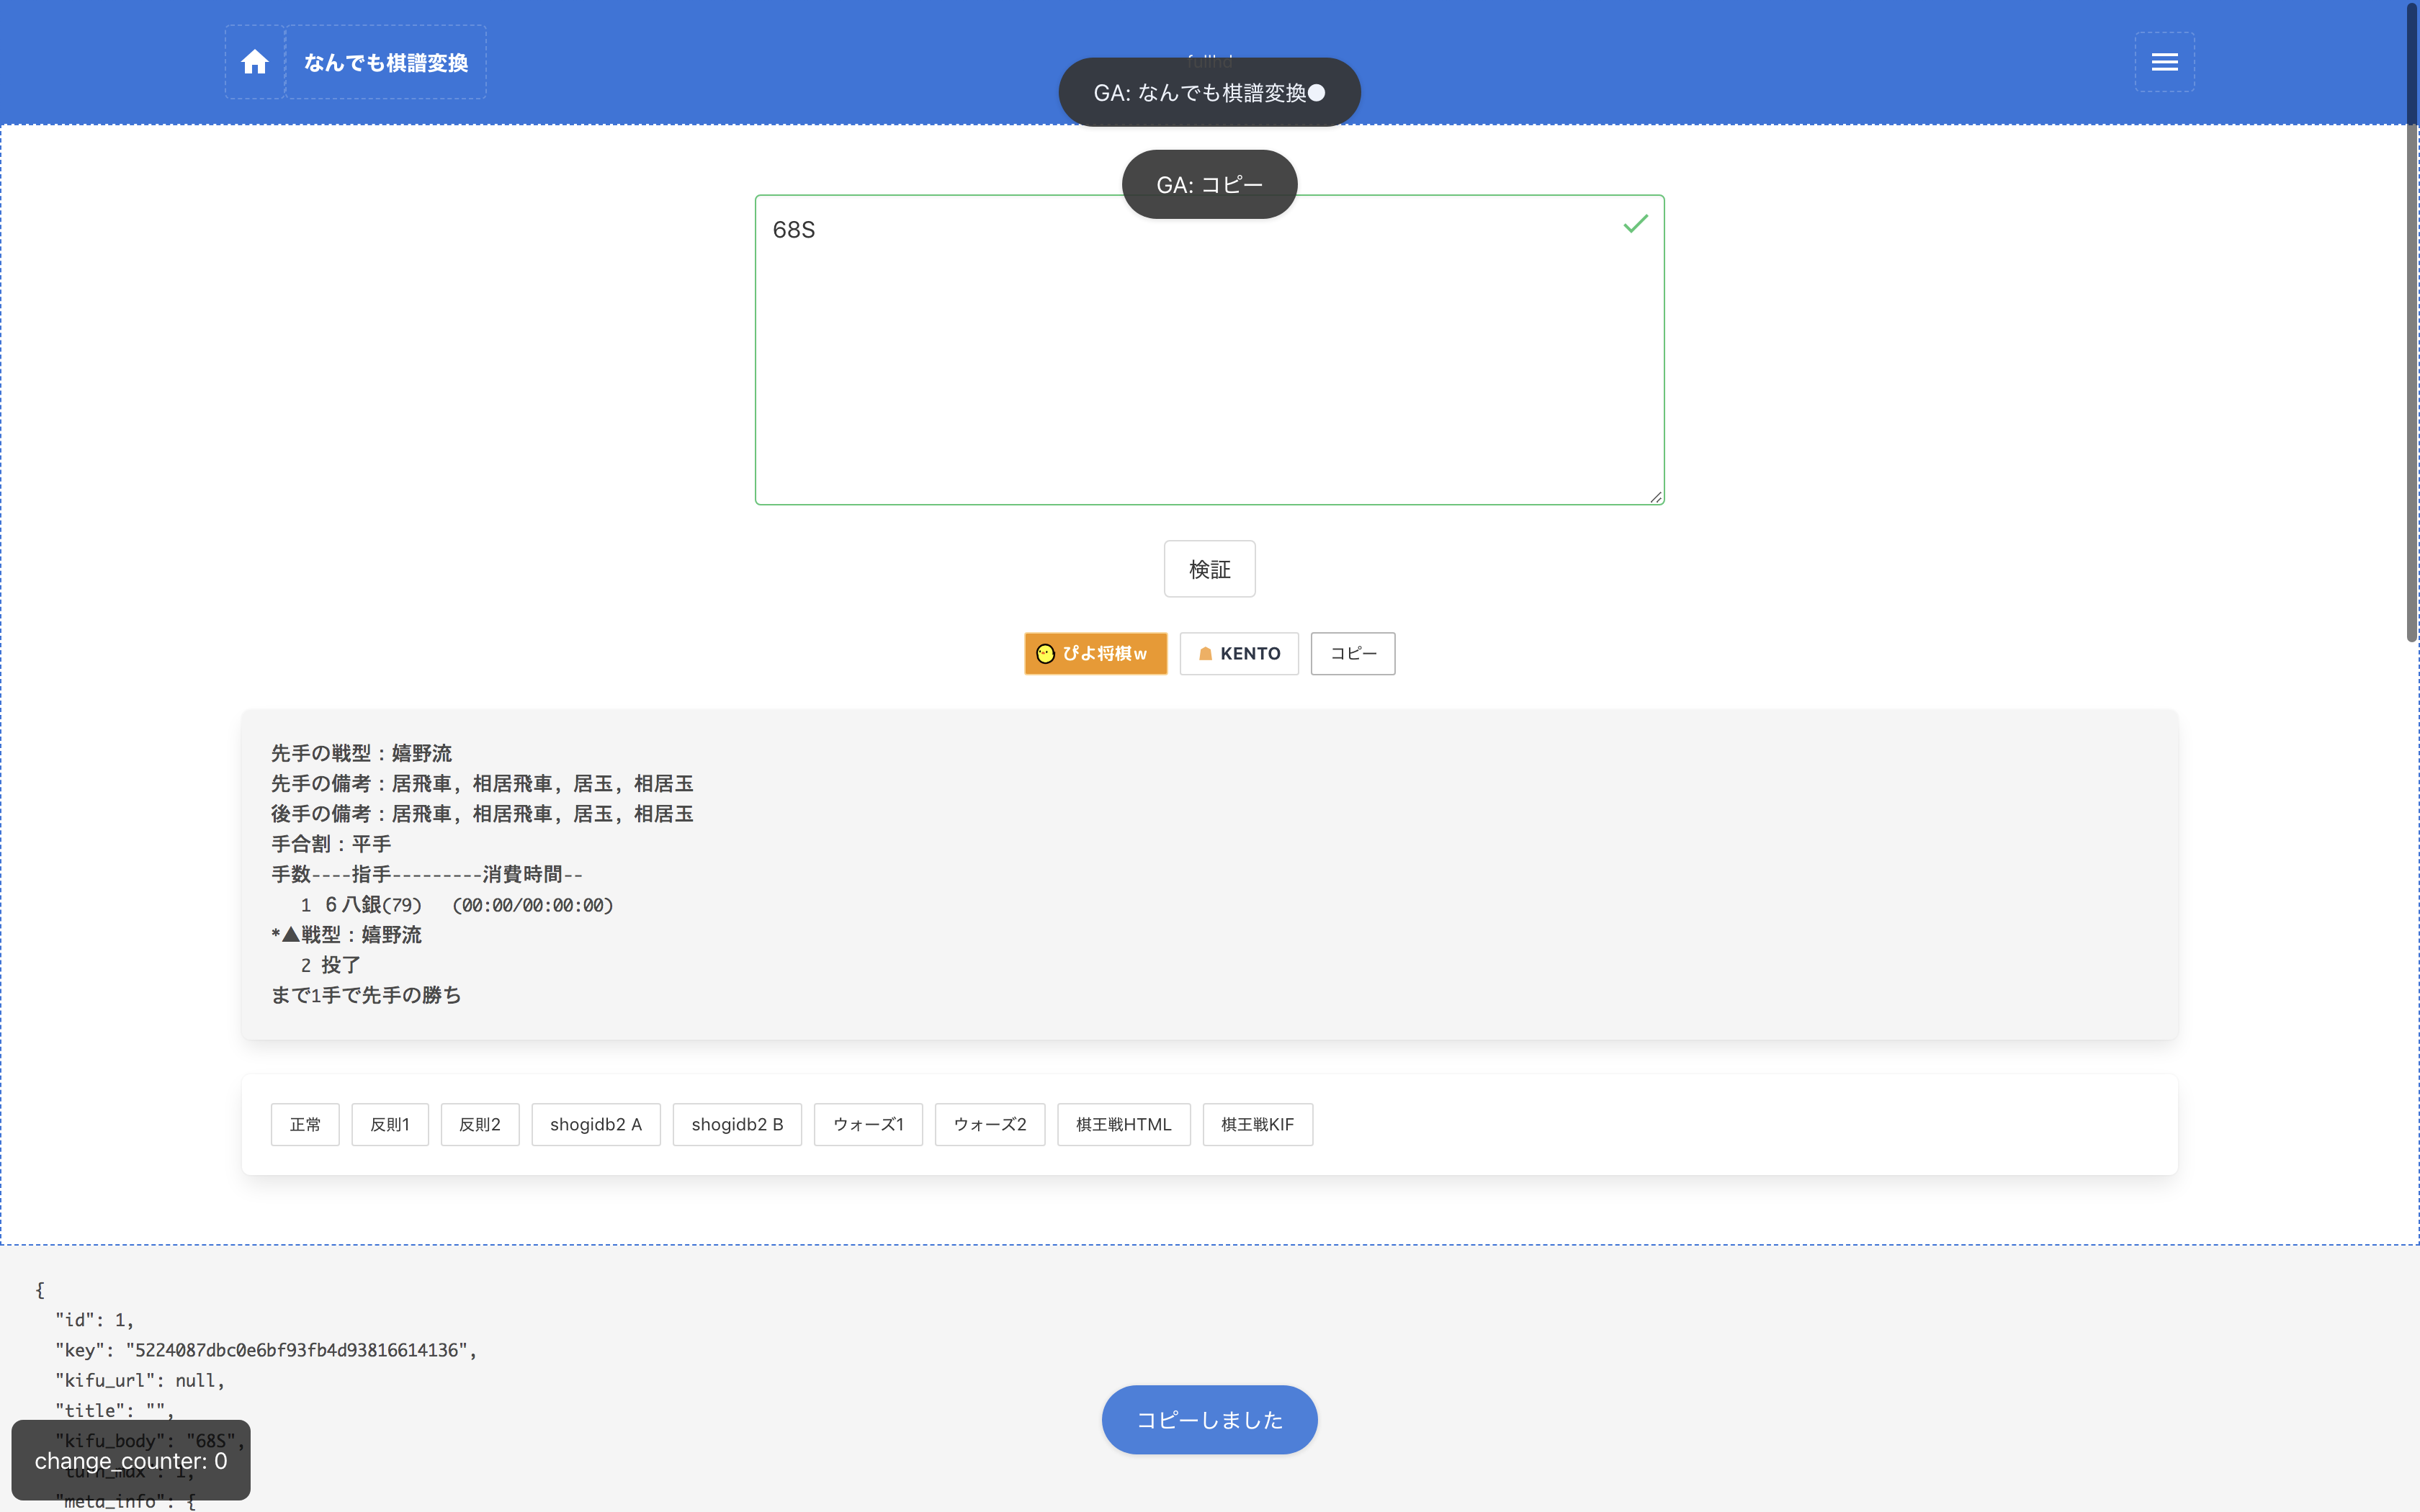 なんでも棋譜変換
fullhd
GA: なんでも棋譜変換●
GA: コピー
68S
検証
ぴよ将棋w
KENTO
コピー
先手の戦型：嬉野流
先手の備考：居飛車, 相居飛車, 居玉, 相居玉
後手の備考：居飛車, 相居飛車, 居玉, 相居玉
手合割：平手
手数----指手---------消費時間--
1 ６八銀(79) (00:00/00:00:00)
*▲戦型：嬉野流
2 投了
まで1手で先手の勝ち
正常 反則1 反則2 shogidb2 A shogidb2 B ウォーズ1 ウォーズ2 棋王戦HTML 棋王戦KIF
{
"id": 1,
"key": "5224087dbc0e6bf93fb4d93816614136",
"kifu_url": null,
"title": "",
コピーしました
"kifu_body": "68S",
change_counter: 0
"turn_max": 1,
"meta_info": {